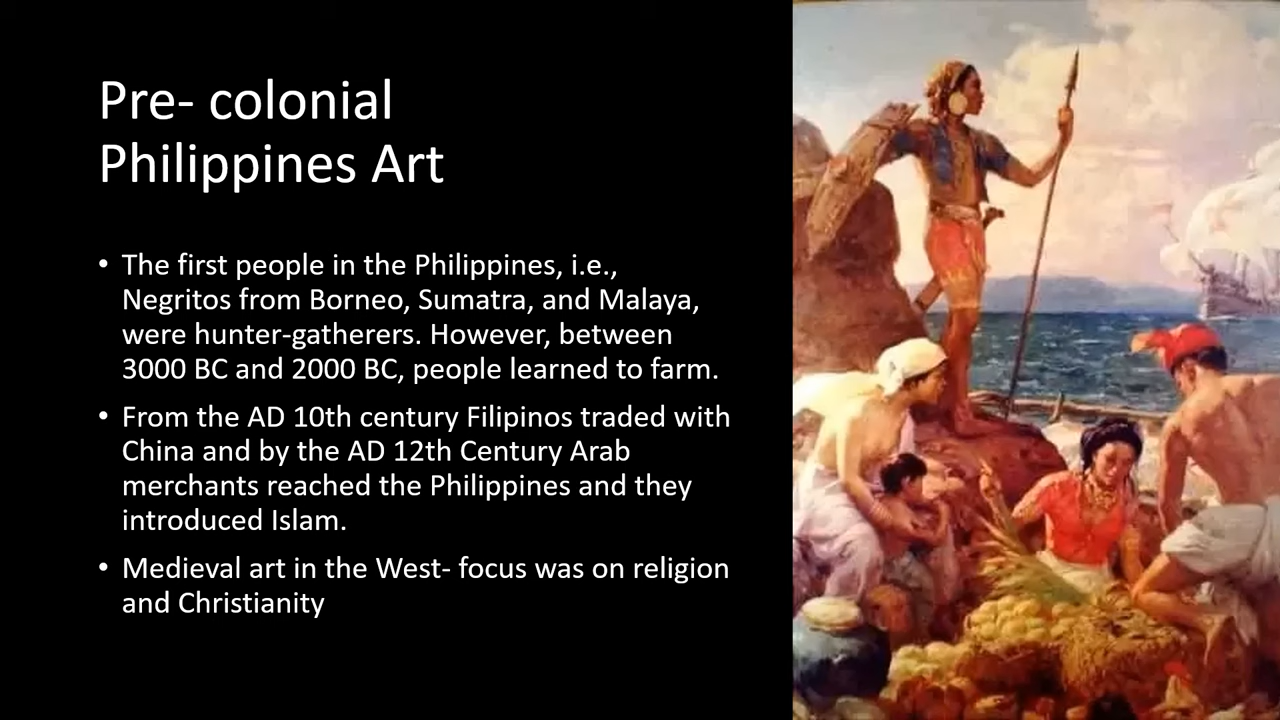 Pre- colonial
Philippines Art
• The first people in the Philippines, i.e.,
Negritos from Borneo, Sumatra, and Malaya,
were hunter-gatherers. However, between
3000 BC and 2000 BC, people learned to farm.
• From the AD 10th century Filipinos traded with
China and by the AD 12th Century Arab
merchants reached the Philippines and they
introduced Islam.
• Medieval art in the West- focus was on religion
and Christianity